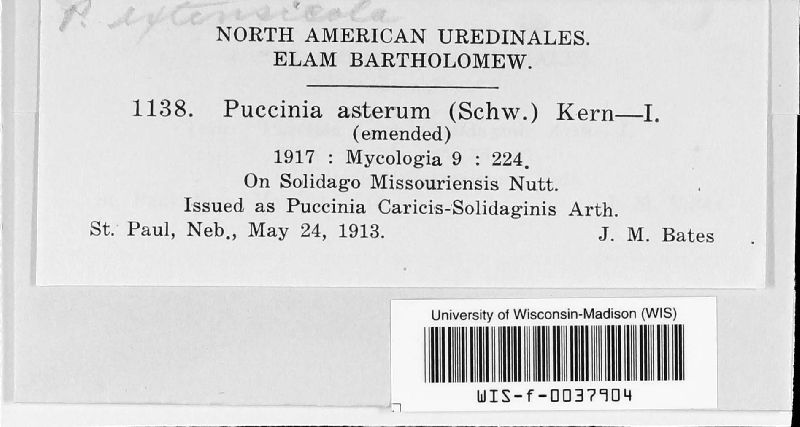 P. extensicola
NORTH AMERICAN UREDINALES.
ELAM BARTHOLOMEW.
1138. Puccinia asterum (Schw.) Kern—I.
(emended)
1917 : Mycologia 9 : 224.
On Solidago Missouriensis Nutt.
Issued as Puccinia Caricis-Solidaginis Arth.
St. Paul, Neb., May 24, 1913. J. M. Bates
University of Wisconsin-Madison (WIS)
WIS-f-0037904